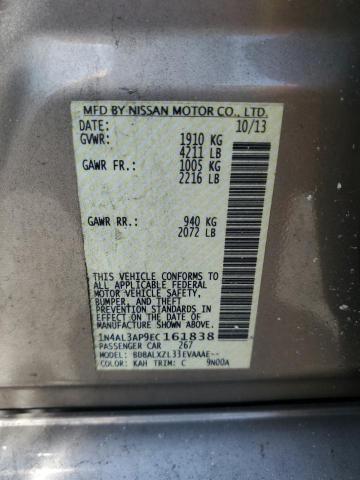 MFD BY NISSAN MOTOR CO., LTD.
DATE: 10/13
GVWR: 1910 KG
4211 LB
GAWR FR.: 1005 KG
2216 LB
GAWR RR.: 940 KG
2072 LB
THIS VEHICLE CONFORMS TO
ALL APPLICABLE FEDERAL
MOTOR VEHICLE SAFETY,
BUMPER, AND THEFT
PREVENTION STANDARDS IN
EFFECT ON THE DATE OF
MANUFACTURE SHOWN ABOVE.
1N4AL3AP9EC161838
PASSENGER CAR 267
MODEL: BDBALXZL33EVAAAE--
COLOR: KAH TRIM: C 9N00A